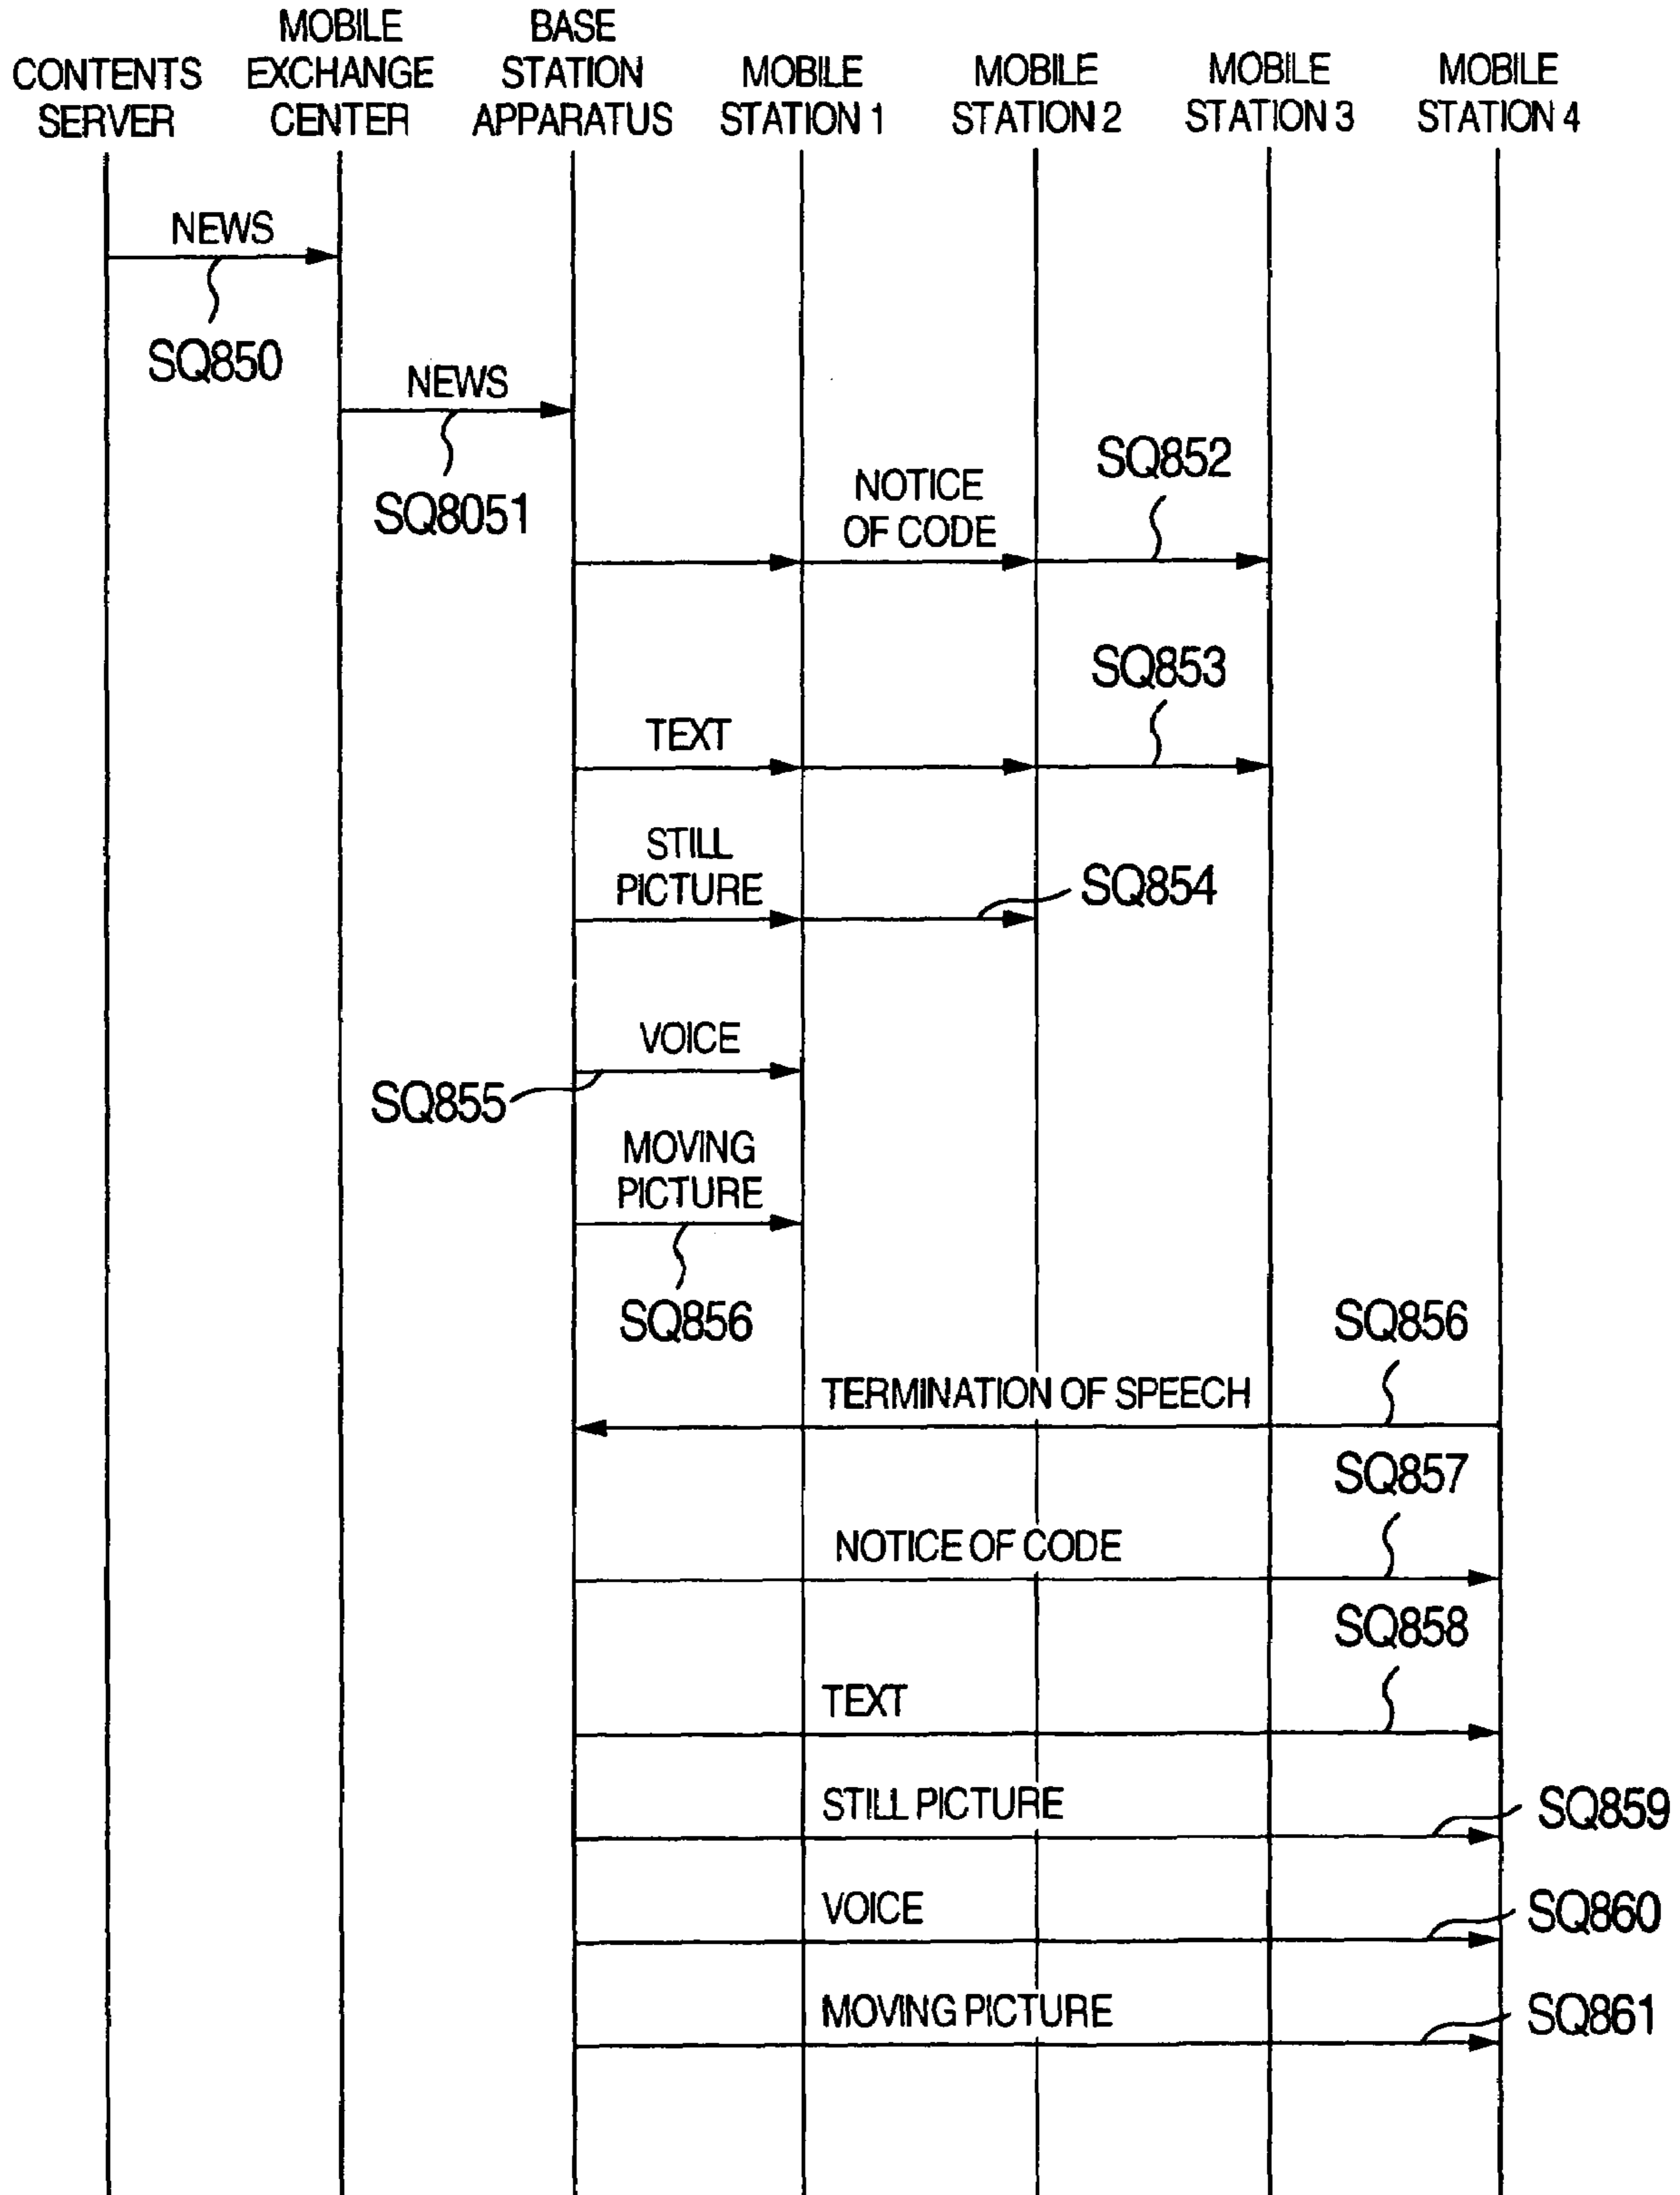 CONTENTS
SERVER
MOBILE
EXCHANGE
CENTER
BASE
STATION
APPARATUS
MOBILE
STATION 1
MOBILE
STATION 2
MOBILE
STATION 3
MOBILE
STATION 4
NEWS
SQ850
NEWS
SQ8051
NOTICE
OF CODE
SQ852
SQ853
TEXT
STILL
PICTURE
SQ854
VOICE
SQ855
MOVING
PICTURE
SQ856
SQ856
TERMINATION OF SPEECH
SQ857
NOTICE OF CODE
SQ858
TEXT
STILL PICTURE
SQ859
VOICE
SQ860
MOVING PICTURE
SQ861